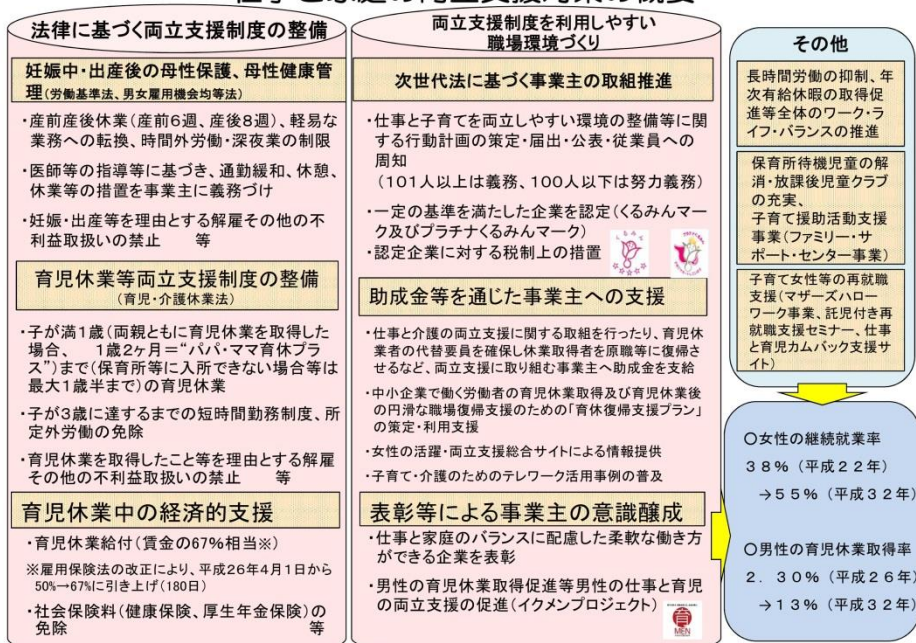 法律に基づく両立支援制度の整備
妊娠中・出産後の母性保護、母性健康管
理(労働基準法、男女雇用機会均等法)
・産前産後休業(産前6週、産後8週)、軽易な
業務への転換、時間外労働・深夜業の制限
・医師等の指導等に基づき、通勤緩和、休憩、
休業等の措置を事業主に義務づけ
・妊娠・出産等を理由とする解雇その他の不
利益取扱いの禁止　等
育児休業等両立支援制度の整備
(育児・介護休業法)
・子が満1歳(両親ともに育児休業を取得した
場合、　1歳2ヶ月="パパ・ママ育休プラ
ス")まで(保育所等に入所できない場合等は
最大1歳半まで)の育児休業
・子が3歳に達するまでの短時間勤務制度、所
定外労働の免除
・育児休業を取得したこと等を理由とする解雇
その他の不利益取扱いの禁止　等
育児休業中の経済的支援
・育児休業給付(賃金の67%相当※)
※雇用保険法の改正により、平成26年4月1日から
50%→67%に引き上げ(180日)
・社会保険料(健康保険、厚生年金保険)の
免除　等
両立支援制度を利用しやすい
職場環境づくり
次世代法に基づく事業主の取組推進
・仕事と子育てを両立しやすい環境の整備等に関
する行動計画の策定・届出・公表・従業員への
周知
(101人以上は義務、100人以下は努力義務)
・一定の基準を満たした企業を認定(くるみんマー
ク及びプラチナくるみんマーク)
・認定企業に対する税制上の措置
くるみん
助成金等を通じた事業主への支援
・仕事と介護の両立支援に関する取組を行ったり、育児休
業者の代替要員を確保し休業取得者を原職等に復帰さ
せるなど、両立支援に取り組む事業主へ助成金を支給
・中小企業で働く労働者の育児休業取得及び育児休業後
の円滑な職場復帰支援のための「育休復帰支援プラン」
の策定・利用支援
・女性の活躍・両立支援総合サイトによる情報提供
・子育て・介護のためのテレワーク活用事例の普及
表彰等による事業主の意識醸成
・仕事と家庭のバランスに配慮した柔軟な働き方
ができる企業を表彰
・男性の育児休業取得促進等男性の仕事と育児
の両立支援の促進(イクメンプロジェクト)
育
MEN
その他
長時間労働の抑制、年
次有給休暇の取得促
進等全体のワーク・ラ
イフ・バランスの推進
保育所待機児童の解
消・放課後児童クラブ
の充実、
子育て援助活動支援
事業(ファミリー・サ
ポート・センター事業)
子育て女性等の再就職
支援(マザーズハロー
ワーク事業、託児付き再
就職支援セミナー、仕事
と育児カムバック支援サ
イト)
○女性の継続就業率
38%(平成22年)
→55%(平成32年)
○男性の育児休業取得率
2．30%(平成26年)
→13%(平成32年)